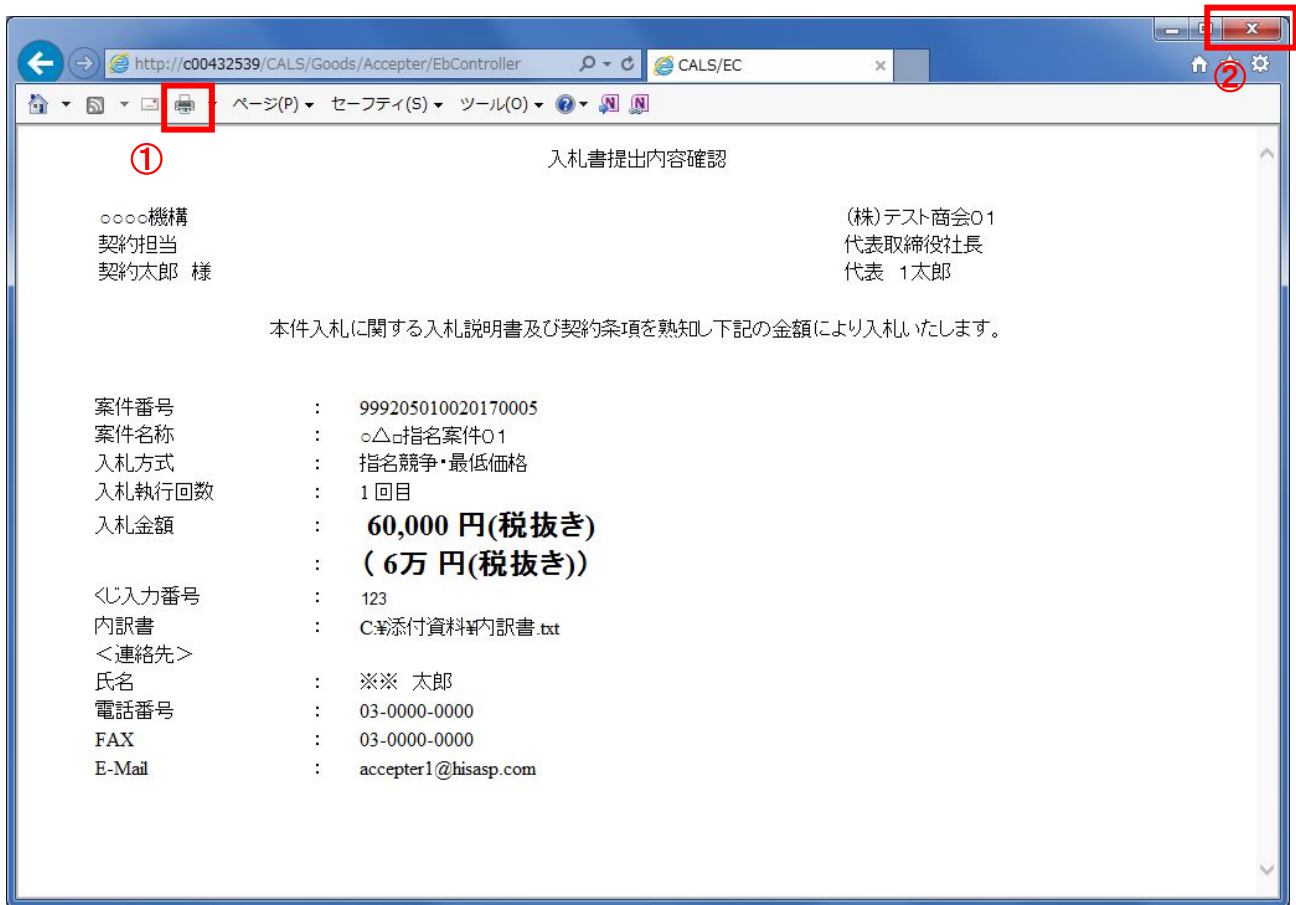 ②
http://c00432539/CALS/Goods/Accepter/EbController CALS/EC
ページ(P) セーフティ(S) ツール(O)
①
入札書提出内容確認
○○○○機構 (株)テスト商会01
契約担当 代表取締役社長
契約太郎 様 代表 1太郎
本件入札に関する入札説明書及び契約条項を熟知し下記の金額により入札いたします。
案件番号 : 999205010020170005
案件名称 : ○△□指名案件01
入札方式 : 指名競争・最低価格
入札執行回数 : 1回目
入札金額 : 60,000 円(税抜き)
: ( 6万 円(税抜き))
くじ入力番号 : 123
内訳書 : C:¥添付資料¥内訳書.txt
<連絡先>
氏名 : ※※ 太郎
電話番号 : 03-0000-0000
FAX : 03-0000-0000
E-Mail : accepter1@hisasp.com